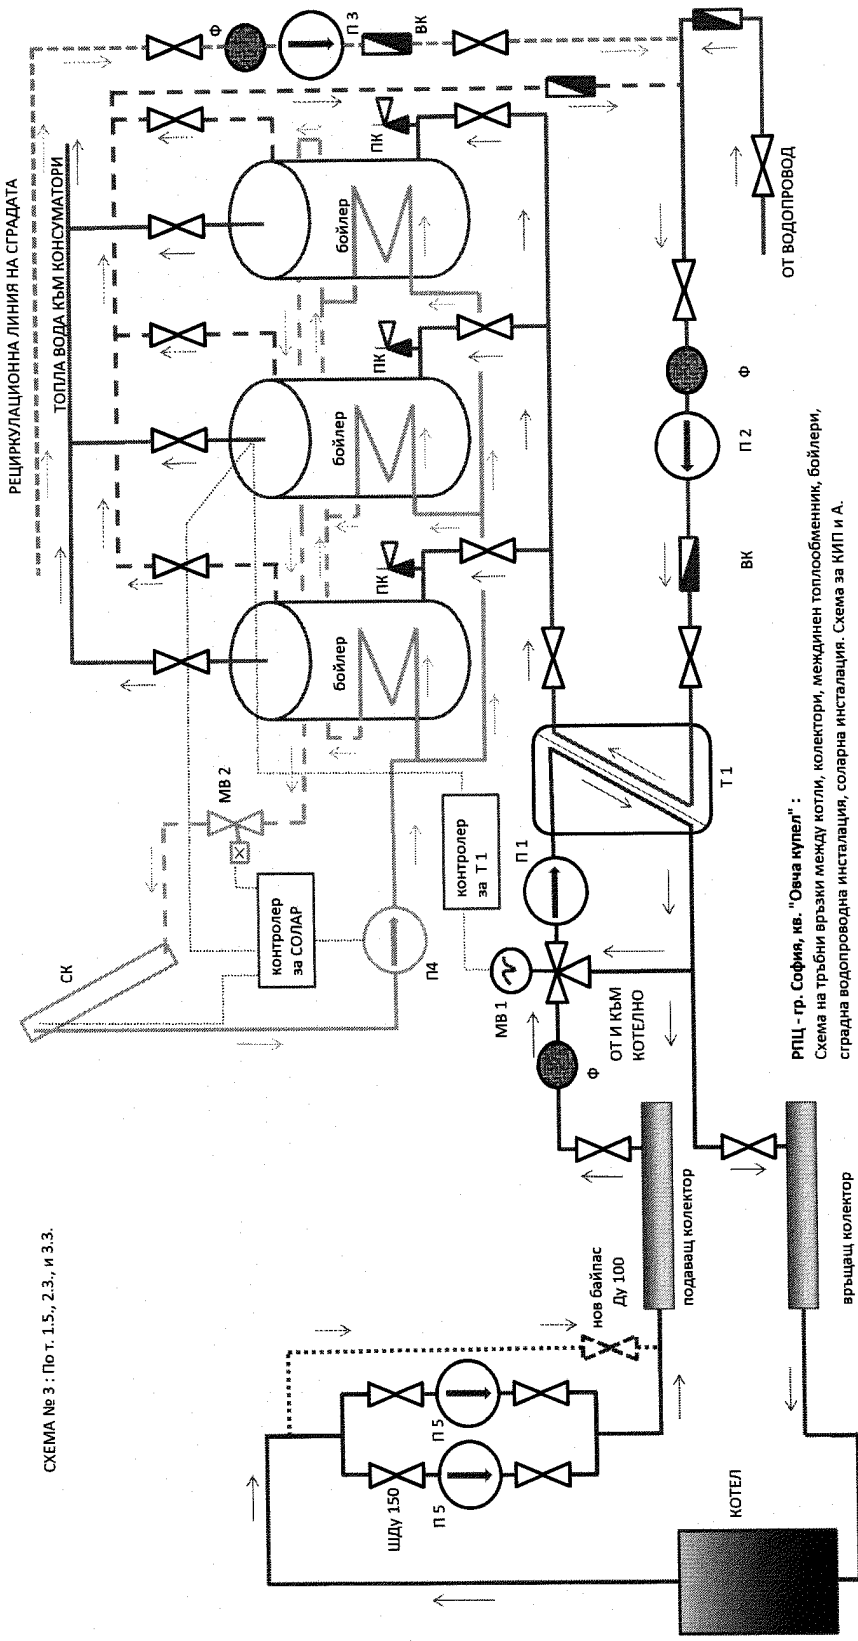 СХЕМА № 3 : По т. 1.5., 2.3., и 3.3.
РЕЦИРКУЛАЦИОННА ЛИНИЯ НА СГРАДАТА
ТОПЛА ВОДА КЪМ КОНСУМАТОРИ
Ф
П 3
ВК
СК
МВ 2
контролер
за СОЛАР
П4
контролер
за Т 1
бойлер
бойлер
бойлер
ПК
ПК
ПК
МВ 1
П 1
Ф
ОТ И КЪМ
КОТЕЛНО
Т 1
ВК
П 2
Ф
ОТ ВОДОПРОВОД
ШДу 150
П 5
П 5
нов байпас
Ду 100
подаващ колектор
връщащ колектор
КОТЕЛ
РПЦ - гр. София, кв. "Овча купел" :
Схема на тръбни връзки между котли, колектори, междинен топлообменник, бойлери,
сградна водопроводна инсталация, соларна инсталация. Схема за КИП и А.